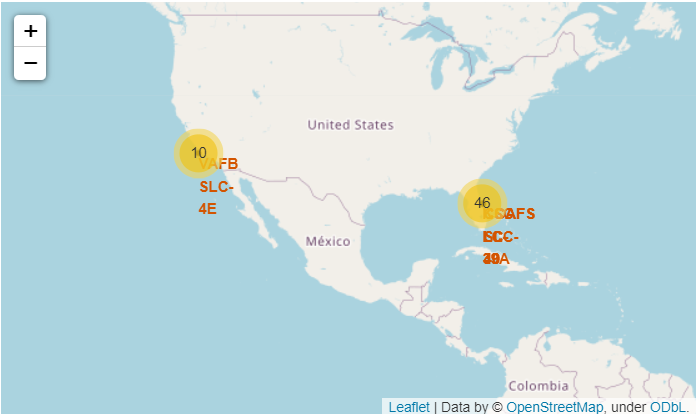 +
−
United States
10
VAFB
SLC-
4E
46
México
Colombia
Leaflet | Data by © OpenStreetMap, under ODbL.